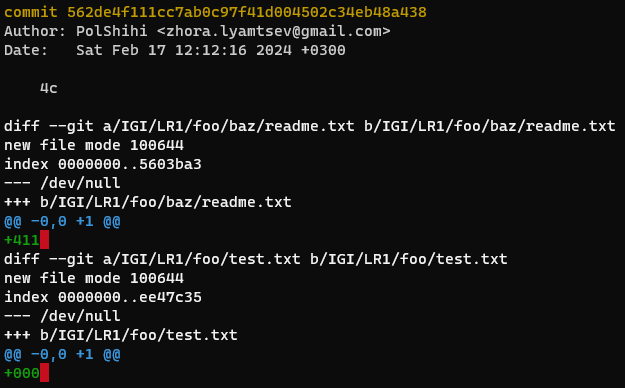 commit 562de4f111cc7ab0c97f41d004502c34eb48a438
Author: PolShihi <zhora.lyamtsev@gmail.com>
Date:   Sat Feb 17 12:12:16 2024 +0300
4c
diff --git a/IGI/LR1/foo/baz/readme.txt b/IGI/LR1/foo/baz/readme.txt
new file mode 100644
index 0000000..5603ba3
--- /dev/null
+++ b/IGI/LR1/foo/baz/readme.txt
@@ -0,0 +1 @@
+411
diff --git a/IGI/LR1/foo/test.txt b/IGI/LR1/foo/test.txt
new file mode 100644
index 0000000..ee47c35
--- /dev/null
+++ b/IGI/LR1/foo/test.txt
@@ -0,0 +1 @@
+000